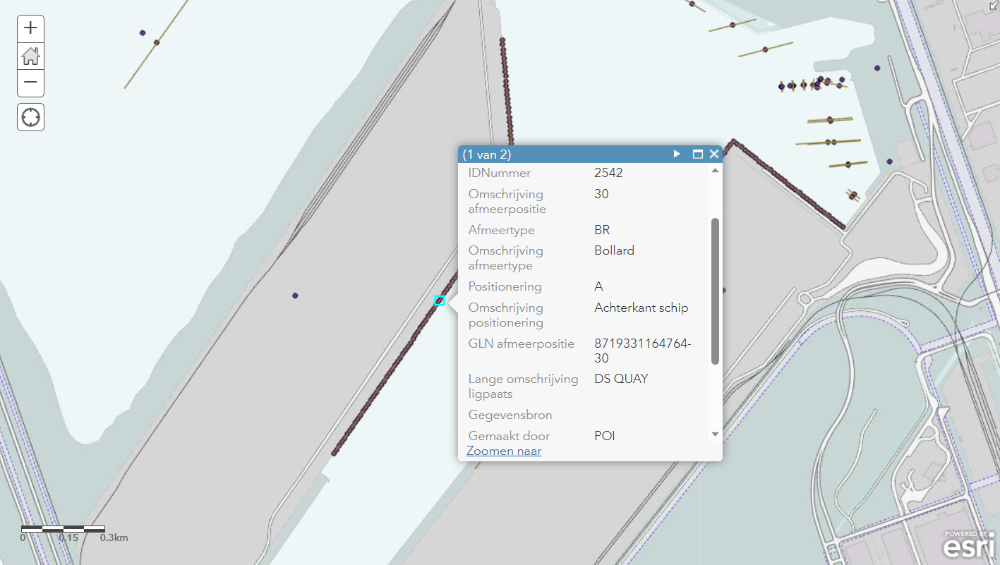 (1 van 2)
IDNummer 2542
Omschrijving 30
afmeerpositie
Afmeertype BR
Omschrijving Bollard
afmeertype
Positionering A
Omschrijving Achterkant schip
positionering
GLN afmeerpositie 8719331164764-
30
Lange omschrijving DS QUAY
ligpaats
Gegevensbron
Gemaakt door POI
Zoomen naar
0 0.15 0.3km
POWERED BY
esri